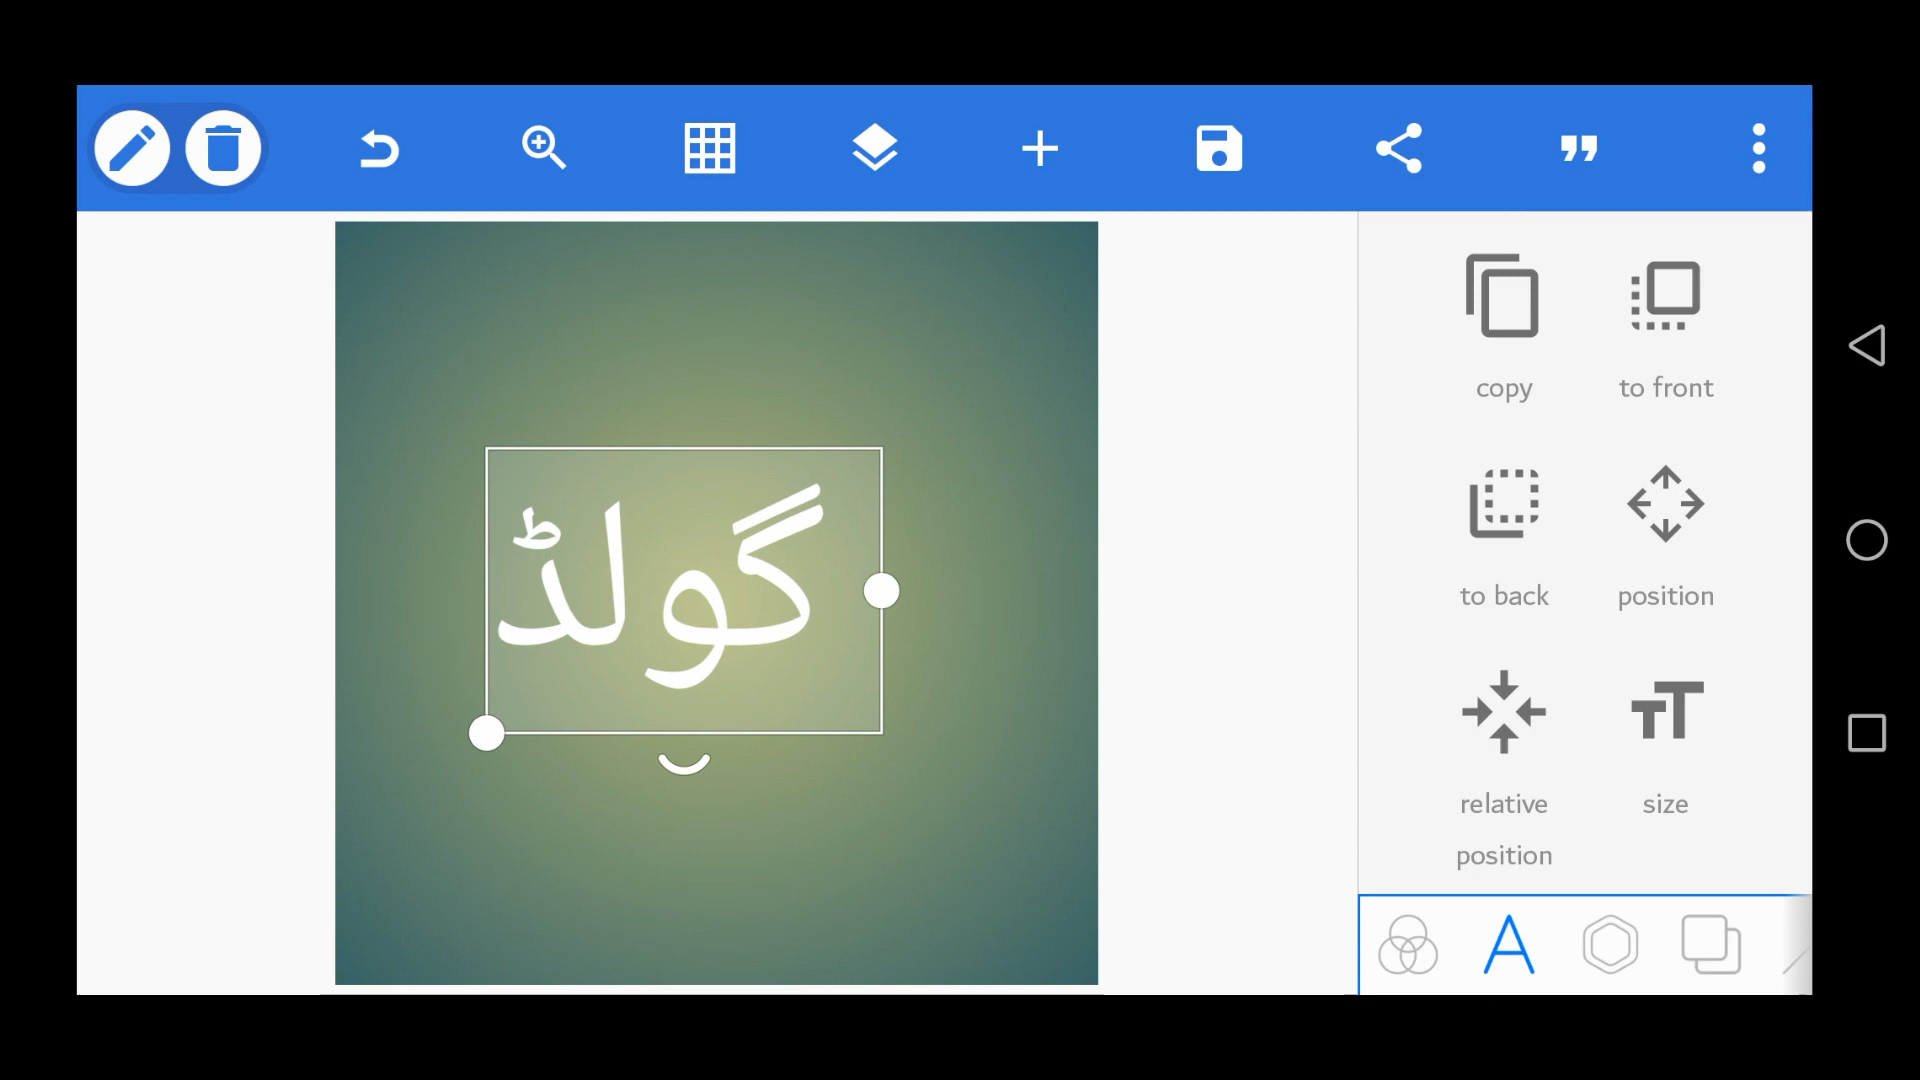 گولڈ
copy
to front
to back
position
relative
position
size